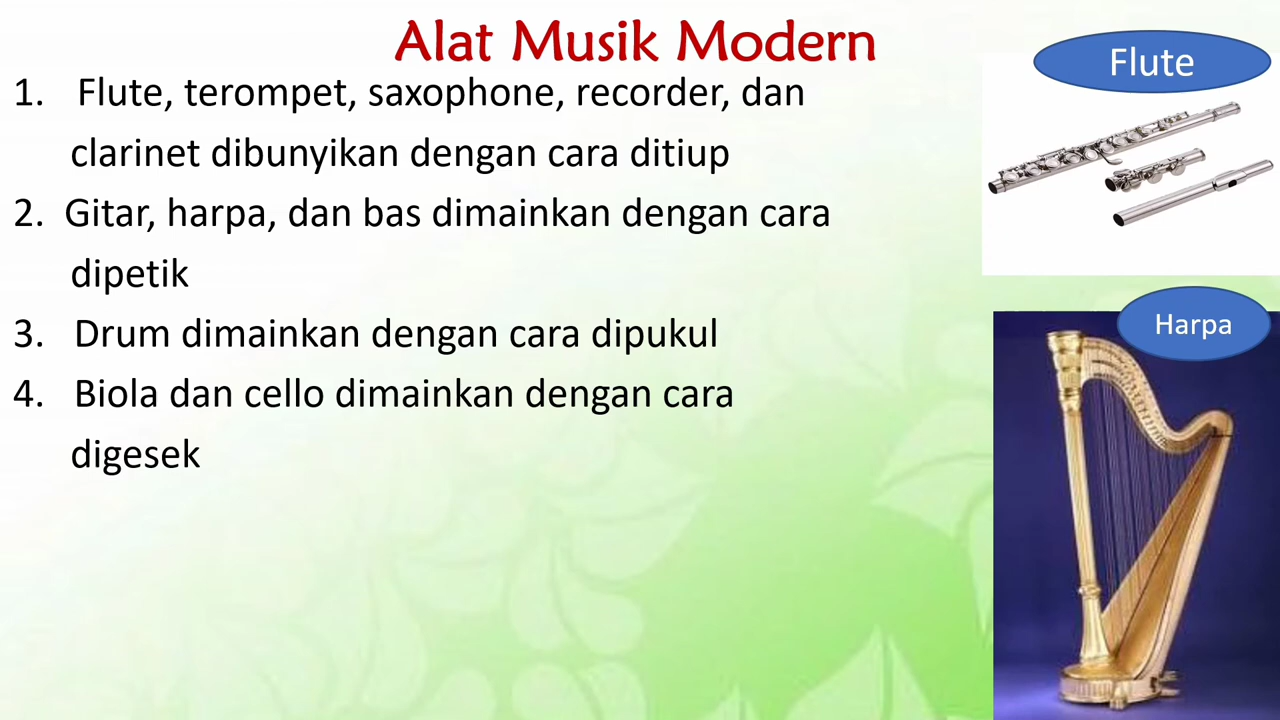 Alat Musik Modern
1. Flute, terompet, saxophone, recorder, dan
clarinet dibunyikan dengan cara ditiup
2. Gitar, harpa, dan bas dimainkan dengan cara
dipetik
3. Drum dimainkan dengan cara dipukul
4. Biola dan cello dimainkan dengan cara
digesek
Flute
Harpa